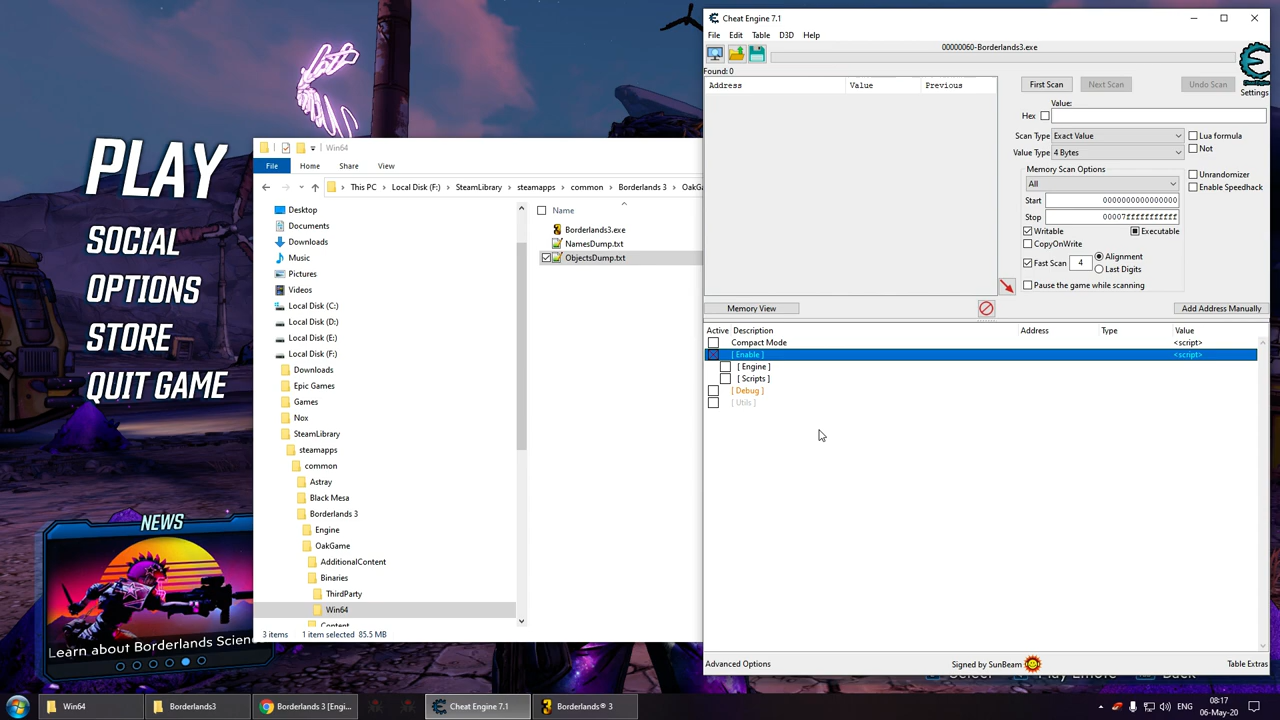 PLAY
SOCIAL
OPTIONS
STORE
QUIT GAME
NEWS
Learn about Borderlands Scien
Win64
File
Home
Share
View
This PC > Local Disk (F:) > SteamLibrary > steamapps > common > Borderlands 3 > OakGa
Desktop
Documents
Downloads
Music
Pictures
Videos
Local Disk (C:)
Local Disk (D:)
Local Disk (E:)
Local Disk (F:)
Downloads
Epic Games
Games
Nox
SteamLibrary
steamapps
common
Astray
Black Mesa
Borderlands 3
Engine
OakGame
AdditionalContent
Binaries
ThirdParty
Win64
Content
Name
Borderlands3.exe
NamesDump.txt
ObjectsDump.txt
3 items
1 item selected 85.5 MB
Cheat Engine 7.1
File Edit Table D3D Help
00000060-Borderlands3.exe
Found: 0
Address Value Previous
First Scan
Next Scan
Undo Scan
Settings
Value:
Hex
Scan Type Exact Value
Value Type 4 Bytes
Lua formula
Not
Memory Scan Options
All
Unrandomizer
Enable Speedhack
Start 0000000000000000
Stop 00007fffffffffff
Writable
Executable
CopyOnWrite
Fast Scan 4
Alignment
Last Digits
Pause the game while scanning
Memory View
Add Address Manually
Active Description Address Type Value
Compact Mode <script>
[ Enable ] <script>
[ Engine ]
[ Scripts ]
[ Debug ]
[ Utils ]
Advanced Options
Signed by SunBeam
Table Extras
Win64
Borderlands3
Borderlands 3 [Engi...
Cheat Engine 7.1
Borderlands® 3
ENG
08:17
06-May-20